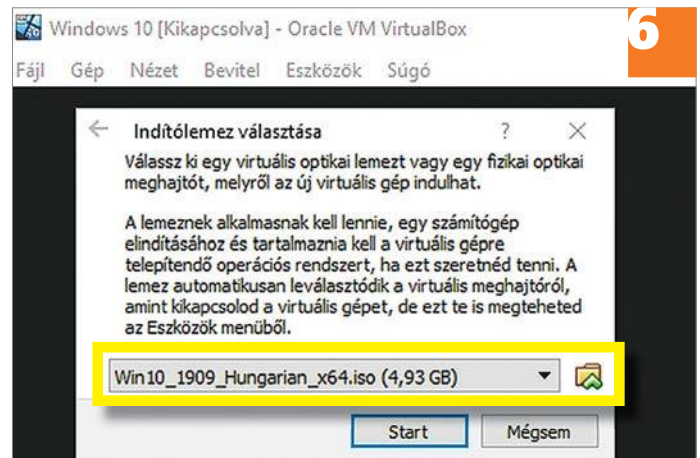 Windows 10 [Kikapcsolva] - Oracle VM VirtualBox
6
Fájl Gép Nézet Bevitel Eszközök Súgó
Indítólemez választása ?
Válassz ki egy virtuális optikai lemezt vagy egy fizikai optikai
meghajtót, melyről az új virtuális gép indulhat.
A lemeznek alkalmasnak kell lennie, egy számítógép
elindításához és tartalmaznia kell a virtuális gépre
telepítendő operációs rendszert, ha ezt szeretnéd tenni. A
lemez automatikusan leválasztódik a virtuális meghajtóról,
amint kikapcsolod a virtuális gépet, de ezt te is megteheted
az Eszközök menüből.
Win10_1909_Hungarian_x64.iso (4,93 GB)
Start Mégsem